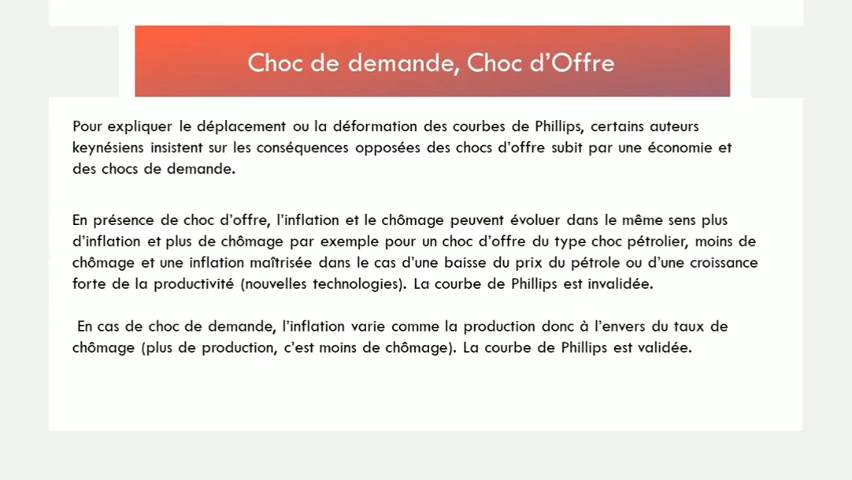 Choc de demande, Choc d'Offre
Pour expliquer le déplacement ou la déformation des courbes de Phillips, certains auteurs
keynésiens insistent sur les conséquences opposées des chocs d'offre subit par une économie et
des chocs de demande.
En présence de choc d'offre, l'inflation et le chômage peuvent évoluer dans le même sens plus
d'inflation et plus de chômage par exemple pour un choc d'offre du type choc pétrolier, moins de
chômage et une inflation maîtrisée dans le cas d'une baisse du prix du pétrole ou d'une croissance
forte de la productivité (nouvelles technologies). La courbe de Phillips est invalidée.
En cas de choc de demande, l'inflation varie comme la production donc à l'envers du taux de
chômage (plus de production, c'est moins de chômage). La courbe de Phillips est validée.